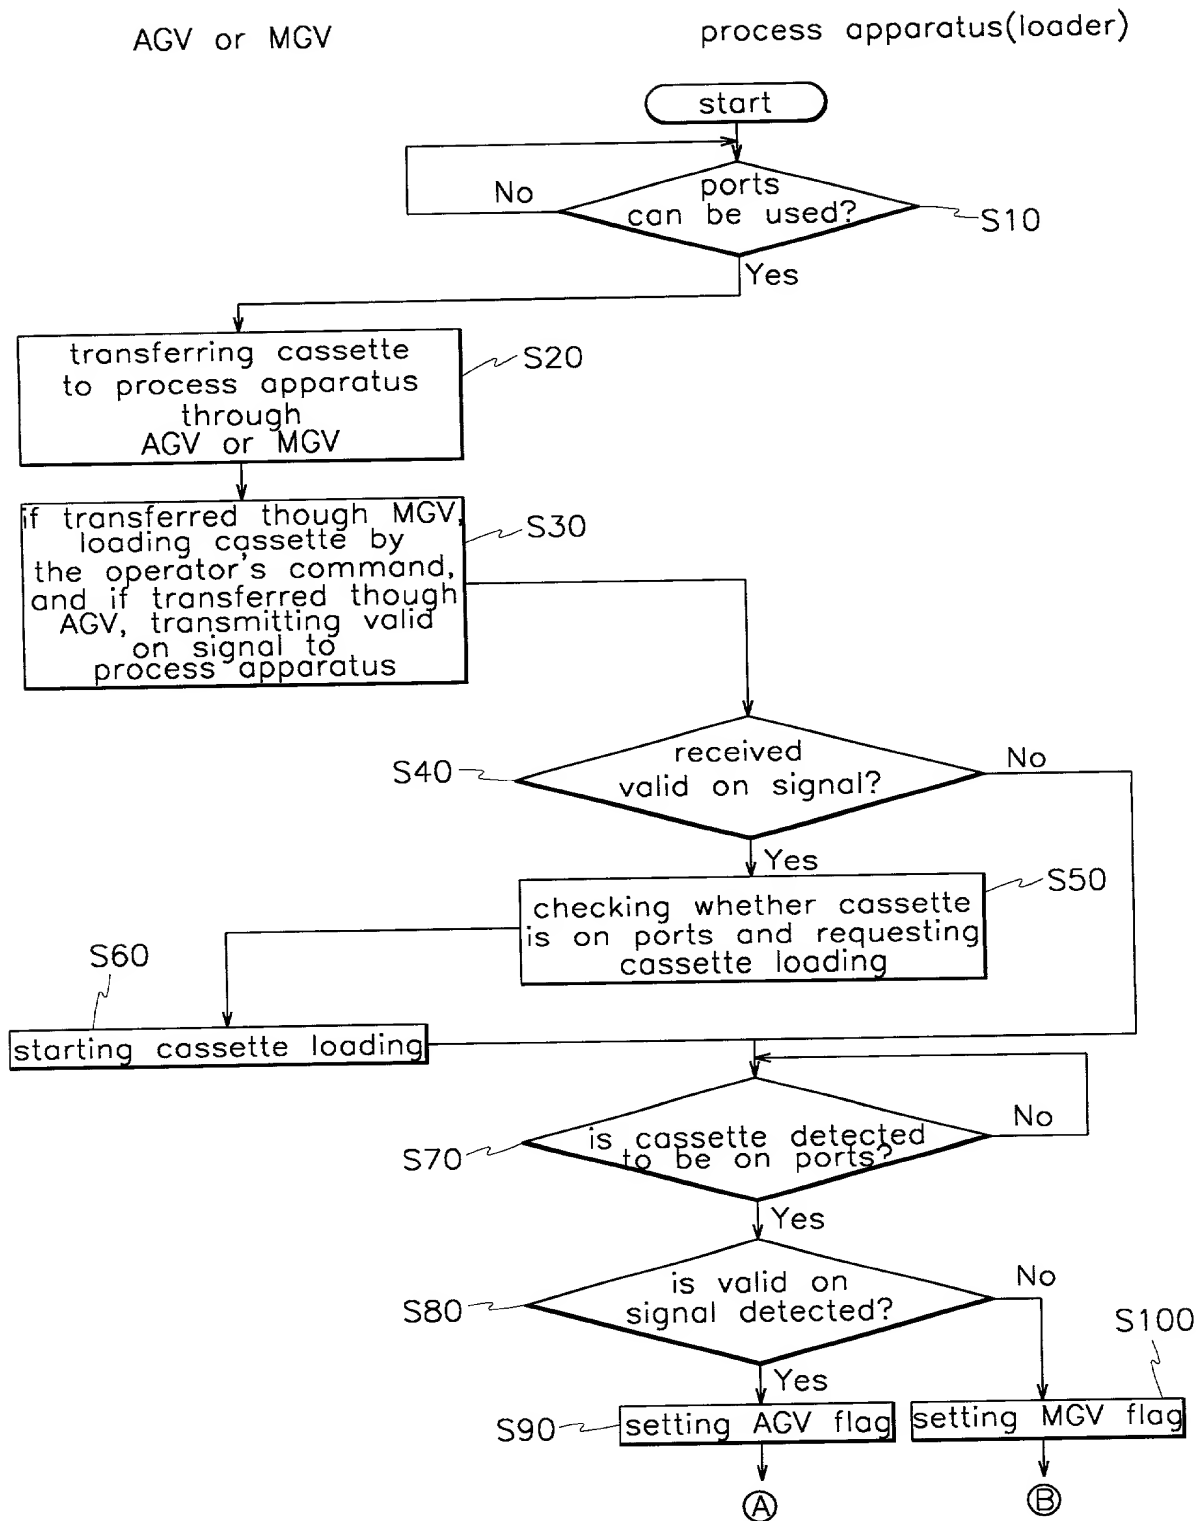 AGV or MGV
process apparatus(loader)
start
ports
can be used?
No
S10
Yes
transferring cassette
to process apparatus
through
AGV or MGV
S20
if transferred though MGV,
loading cassette by
the operator's command,
and if transferred though
AGV, transmitting valid
on signal to
process apparatus
S30
received
valid on signal?
S40
No
Yes
checking whether cassette
is on ports and requesting
cassette loading
S50
S60
starting cassette loading
is cassette detected
to be on ports?
No
S70
Yes
is valid on
signal detected?
No
S80
S100
Yes
S90
setting AGV flag
setting MGV flag
A
B